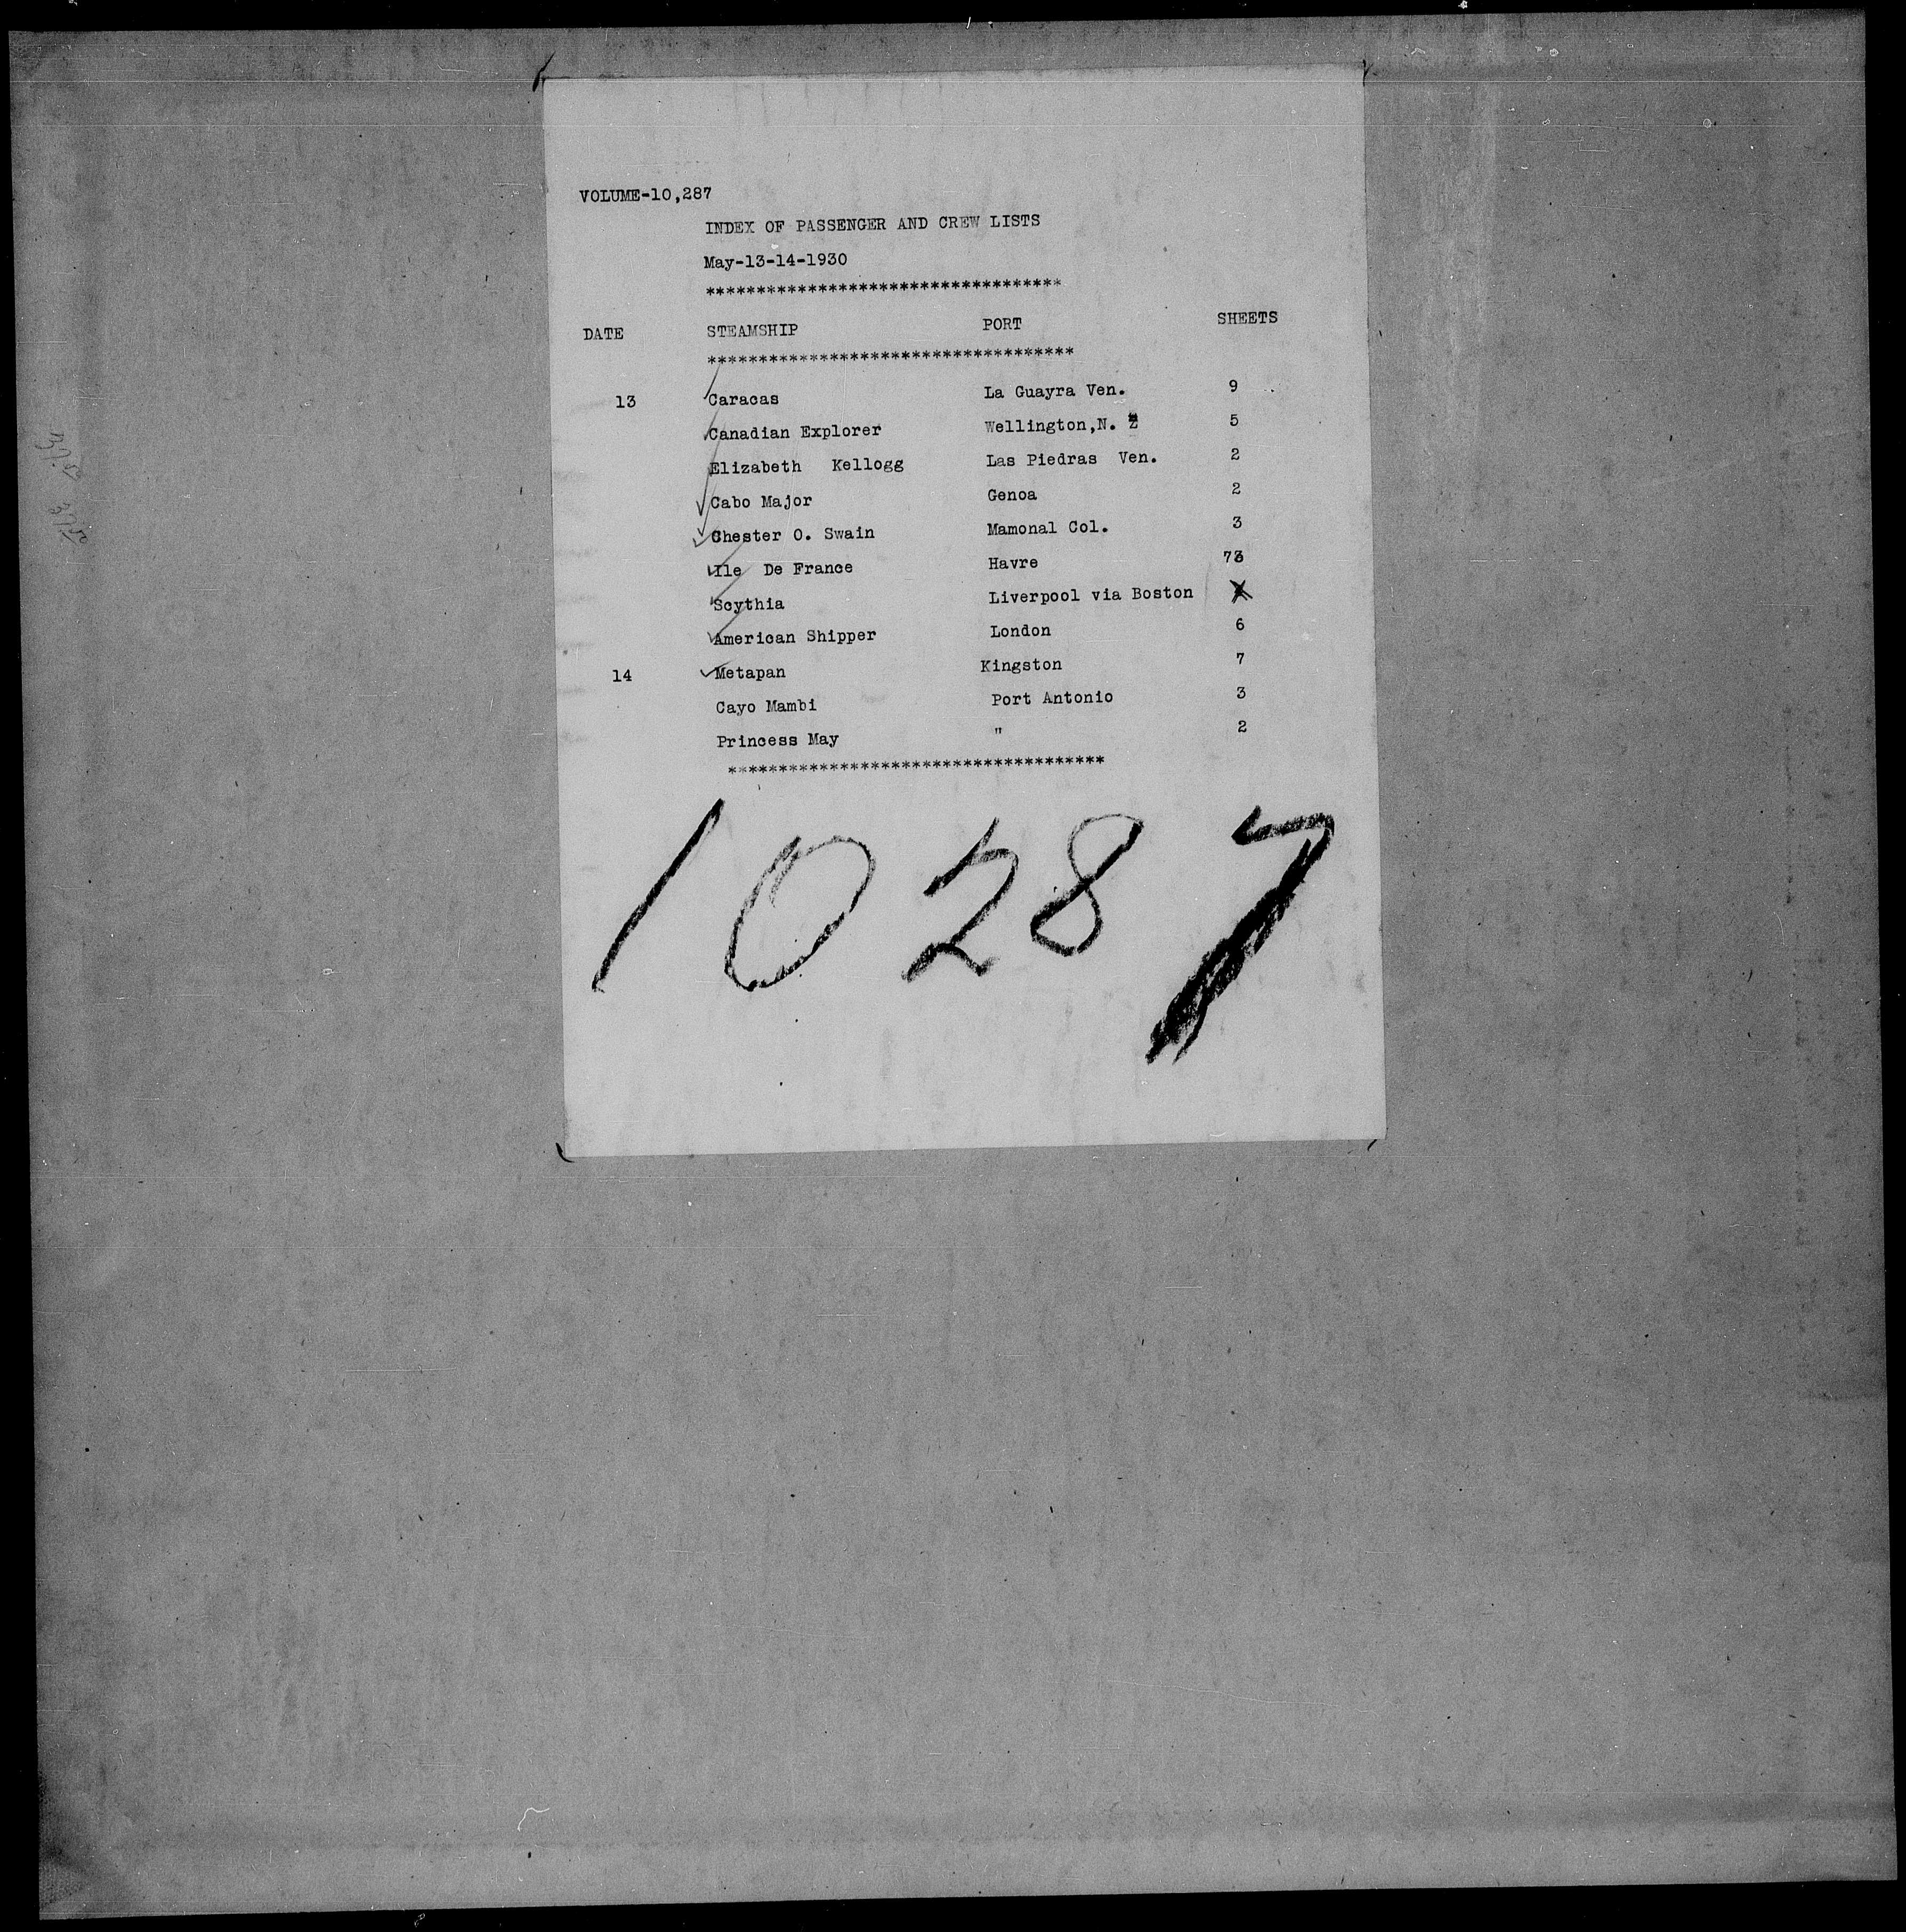 VOLUME-10,287
INDEX OF PASSENGER AND CREW LISTS
May-13-14-1930
***********************************
DATE STEAMSHIP PORT SHEETS
************************************
13 Caracas La Guayra Ven. 9
Canadian Explorer Wellington,N. Z 5
Elizabeth Kellogg Las Piedras Ven. 2
Cabo Major Genoa 2
Chester O. Swain Mamonal Col. 3
Ile De France Havre 73
Scythia Liverpool via Boston
American Shipper London 6
14 Metapan Kingston 7
Cayo Mambi Port Antonio 3
Princess May " 2
*************************************
10287